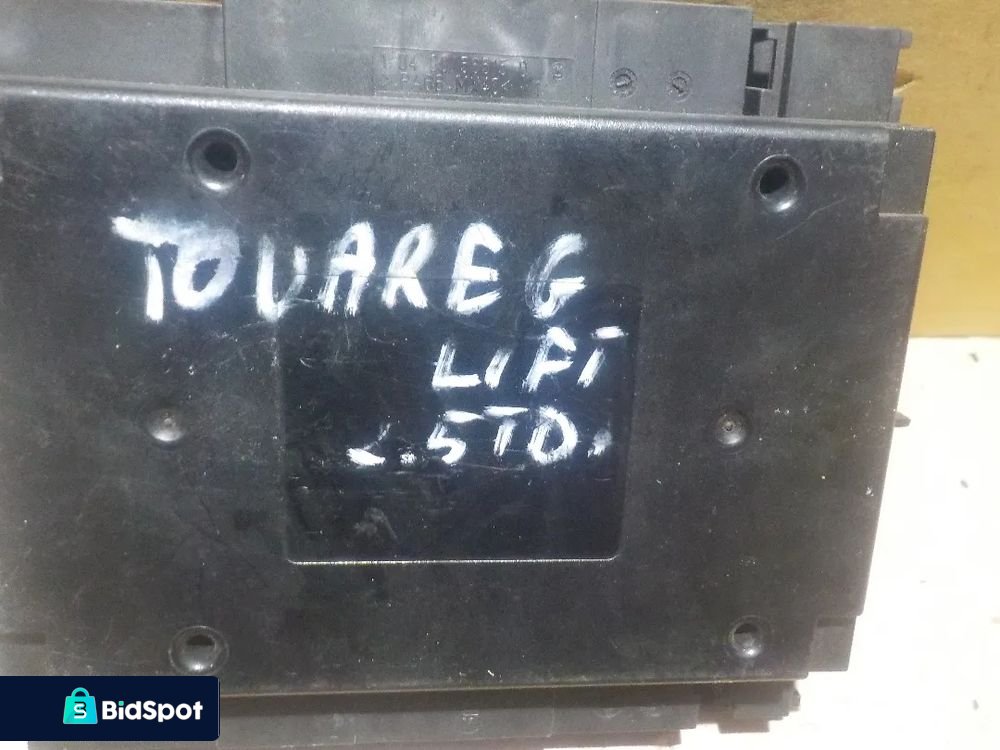 TOUAREG
LIFT
2.5TD.
BidSpot